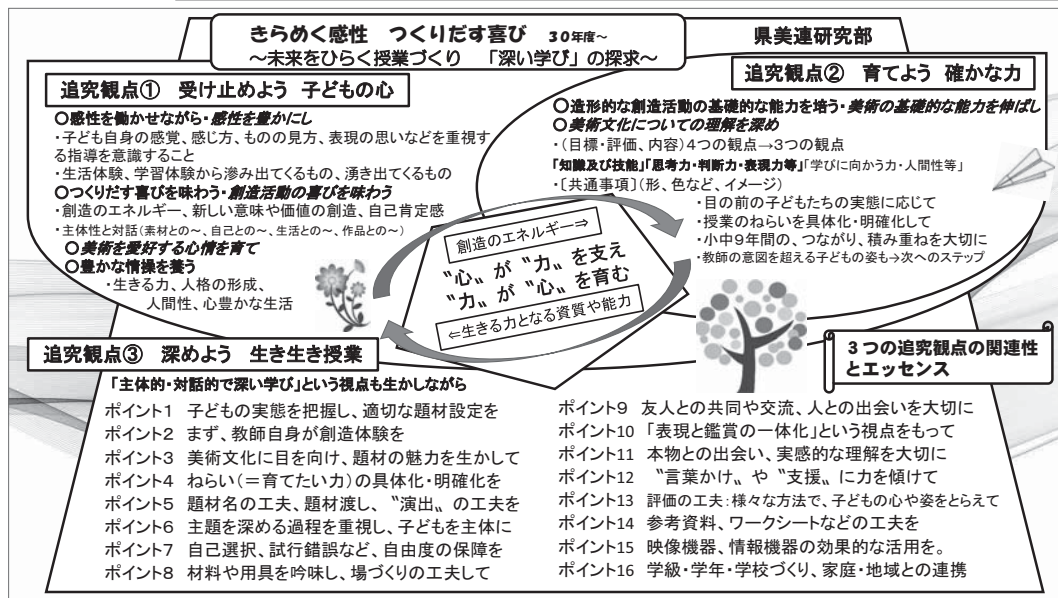 きらめく感性 つくりだす喜び 30年度~
~未来をひらく授業づくり 「深い学び」の探求~
県美連研究部
追究観点① 受け止めよう 子どもの心
○感性を働かせながら・感性を豊かにし
・子ども自身の感覚、感じ方、ものの見方、表現の思いなどを重視す
る指導を意識すること
・生活体験、学習体験から滲み出てくるもの、湧き出てくるもの
○つくりだす喜びを味わう・創造活動の喜びを味わう
・創造のエネルギー、新しい意味や価値の創造、自己肯定感
・主体性と対話(素材との~、自己との~、生活との~、作品との~)
○美術を愛好する心情を育て
○豊かな情操を養う
・生きる力、人格の形成、
人間性、心豊かな生活
追究観点② 育てよう 確かな力
○造形的な創造活動の基礎的な能力を培う・美術の基礎的な能力を伸ばし
○美術文化についての理解を深め
・(目標・評価、内容)4つの観点→3つの観点
「知識及び技能」「思考力・判断力・表現力等」「学びに向かう力・人間性等」
・[共通事項](形、色など、イメージ)
・目の前の子どもたちの実態に応じて
・授業のねらいを具体化・明確化して
・小中9年間の、つながり、積み重ねを大切に
・教師の意図を超える子どもの姿も→次へのステップ
創造のエネルギー⇒
〝心〟が〝力〟を支え
〝力〟が〝心〟を育む
⇐生きる力となる資質や能力
追究観点③ 深めよう 生き生き授業
3つの追究観点の関連性
とエッセンス
「主体的・対話的で深い学び」という視点も生かしながら
ポイント1 子どもの実態を把握し、適切な題材設定を
ポイント2 まず、教師自身が創造体験を
ポイント3 美術文化に目を向け、題材の魅力を生かして
ポイント4 ねらい(=育てたい力)の具体化・明確化を
ポイント5 題材名の工夫、題材渡し、〝演出〟の工夫を
ポイント6 主題を深める過程を重視し、子どもを主体に
ポイント7 自己選択、試行錯誤など、自由度の保障を
ポイント8 材料や用具を吟味し、場づくりの工夫して
ポイント9 友人との共同や交流、人との出会いを大切に
ポイント10 「表現と鑑賞の一体化」という視点をもって
ポイント11 本物との出会い、実感的な理解を大切に
ポイント12 〝言葉かけ〟や〝支援〟に力を傾けて
ポイント13 評価の工夫:様々な方法で、子どもの心や姿をとらえて
ポイント14 参考資料、ワークシートなどの工夫を
ポイント15 映像機器、情報機器の効果的な活用を。
ポイント16 学級・学年・学校づくり、家庭・地域との連携